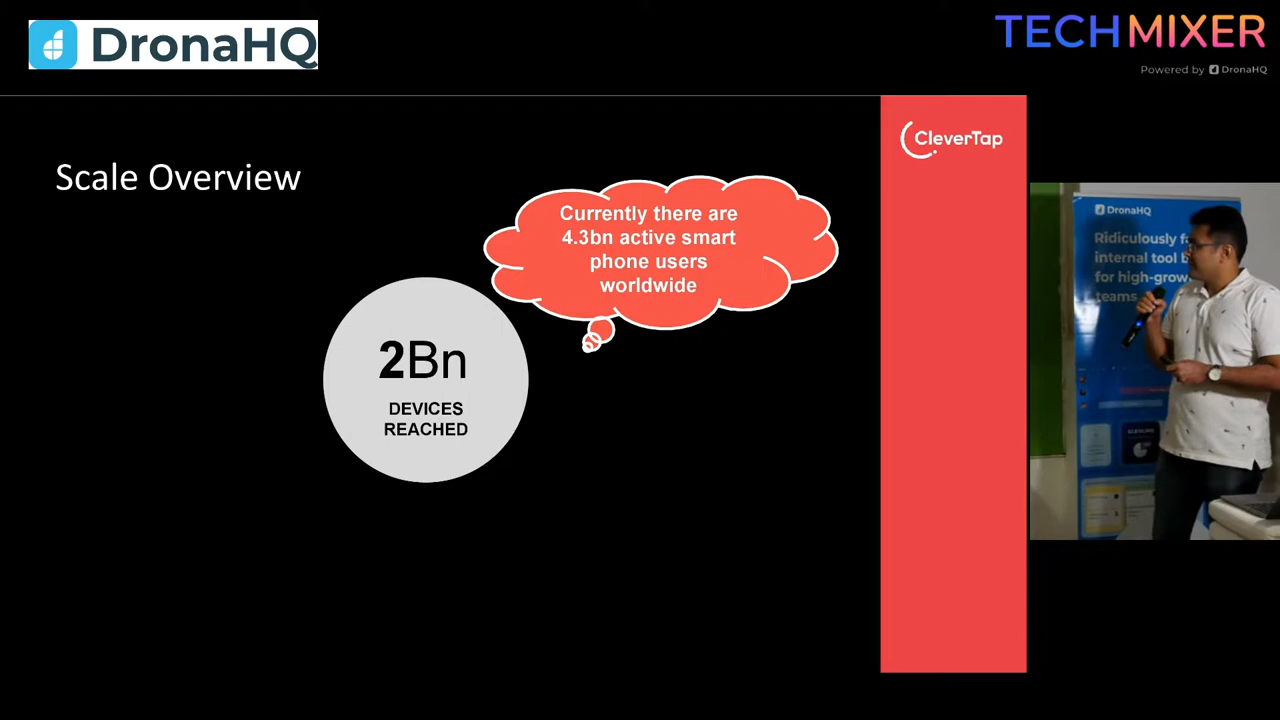 DronaHQ
TECHMIXER
Powered by DronaHQ
CleverTap
Scale Overview
Currently there are
4.3bn active smart
phone users
worldwide
2Bn
DEVICES
REACHED
DronaHQ
Ridiculously
internal tool
for high-grow
teams